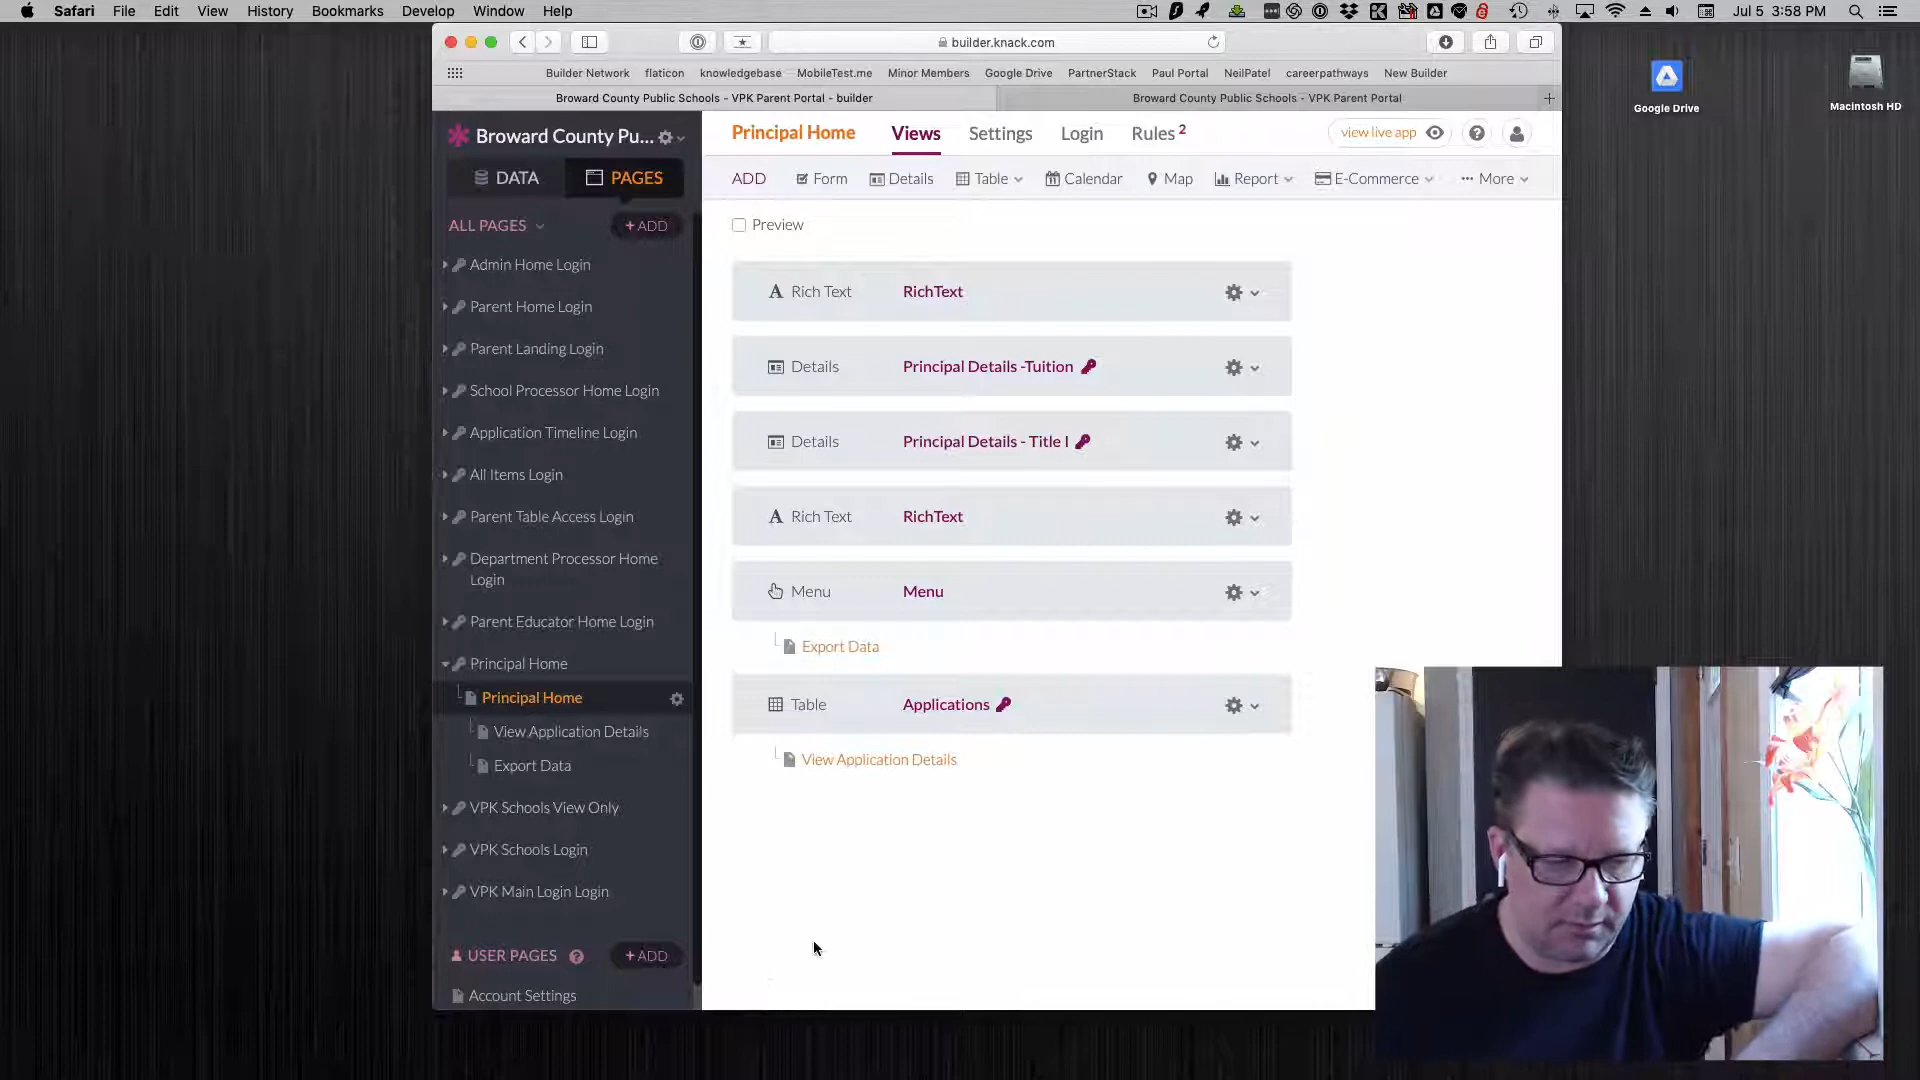 Safari File Edit View History Bookmarks Develop Window Help Jul 5 3:58 PM
builder.knack.com
Builder Network flaticon knowledgebase MobileTest.me Minor Members Google Drive PartnerStack Paul Portal NeilPatel careerpathways New Builder
Broward County Public Schools - VPK Parent Portal - builder
Broward County Public Schools - VPK Parent Portal
Google Drive
Macintosh HD
Broward County Pu...
DATA PAGES
ALL PAGES + ADD
Admin Home Login
Parent Home Login
Parent Landing Login
School Processor Home Login
Application Timeline Login
All Items Login
Parent Table Access Login
Department Processor Home
Login
Parent Educator Home Login
Principal Home
Principal Home
View Application Details
Export Data
VPK Schools View Only
VPK Schools Login
VPK Main Login Login
USER PAGES ? + ADD
Account Settings
Principal Home Views Settings Login Rules 2 view live app ?
ADD Form Details Table Calendar Map Report E-Commerce More
Preview
A Rich Text RichText
Details Principal Details -Tuition
Details Principal Details - Title I
A Rich Text RichText
Menu Menu
Export Data
Table Applications
View Application Details